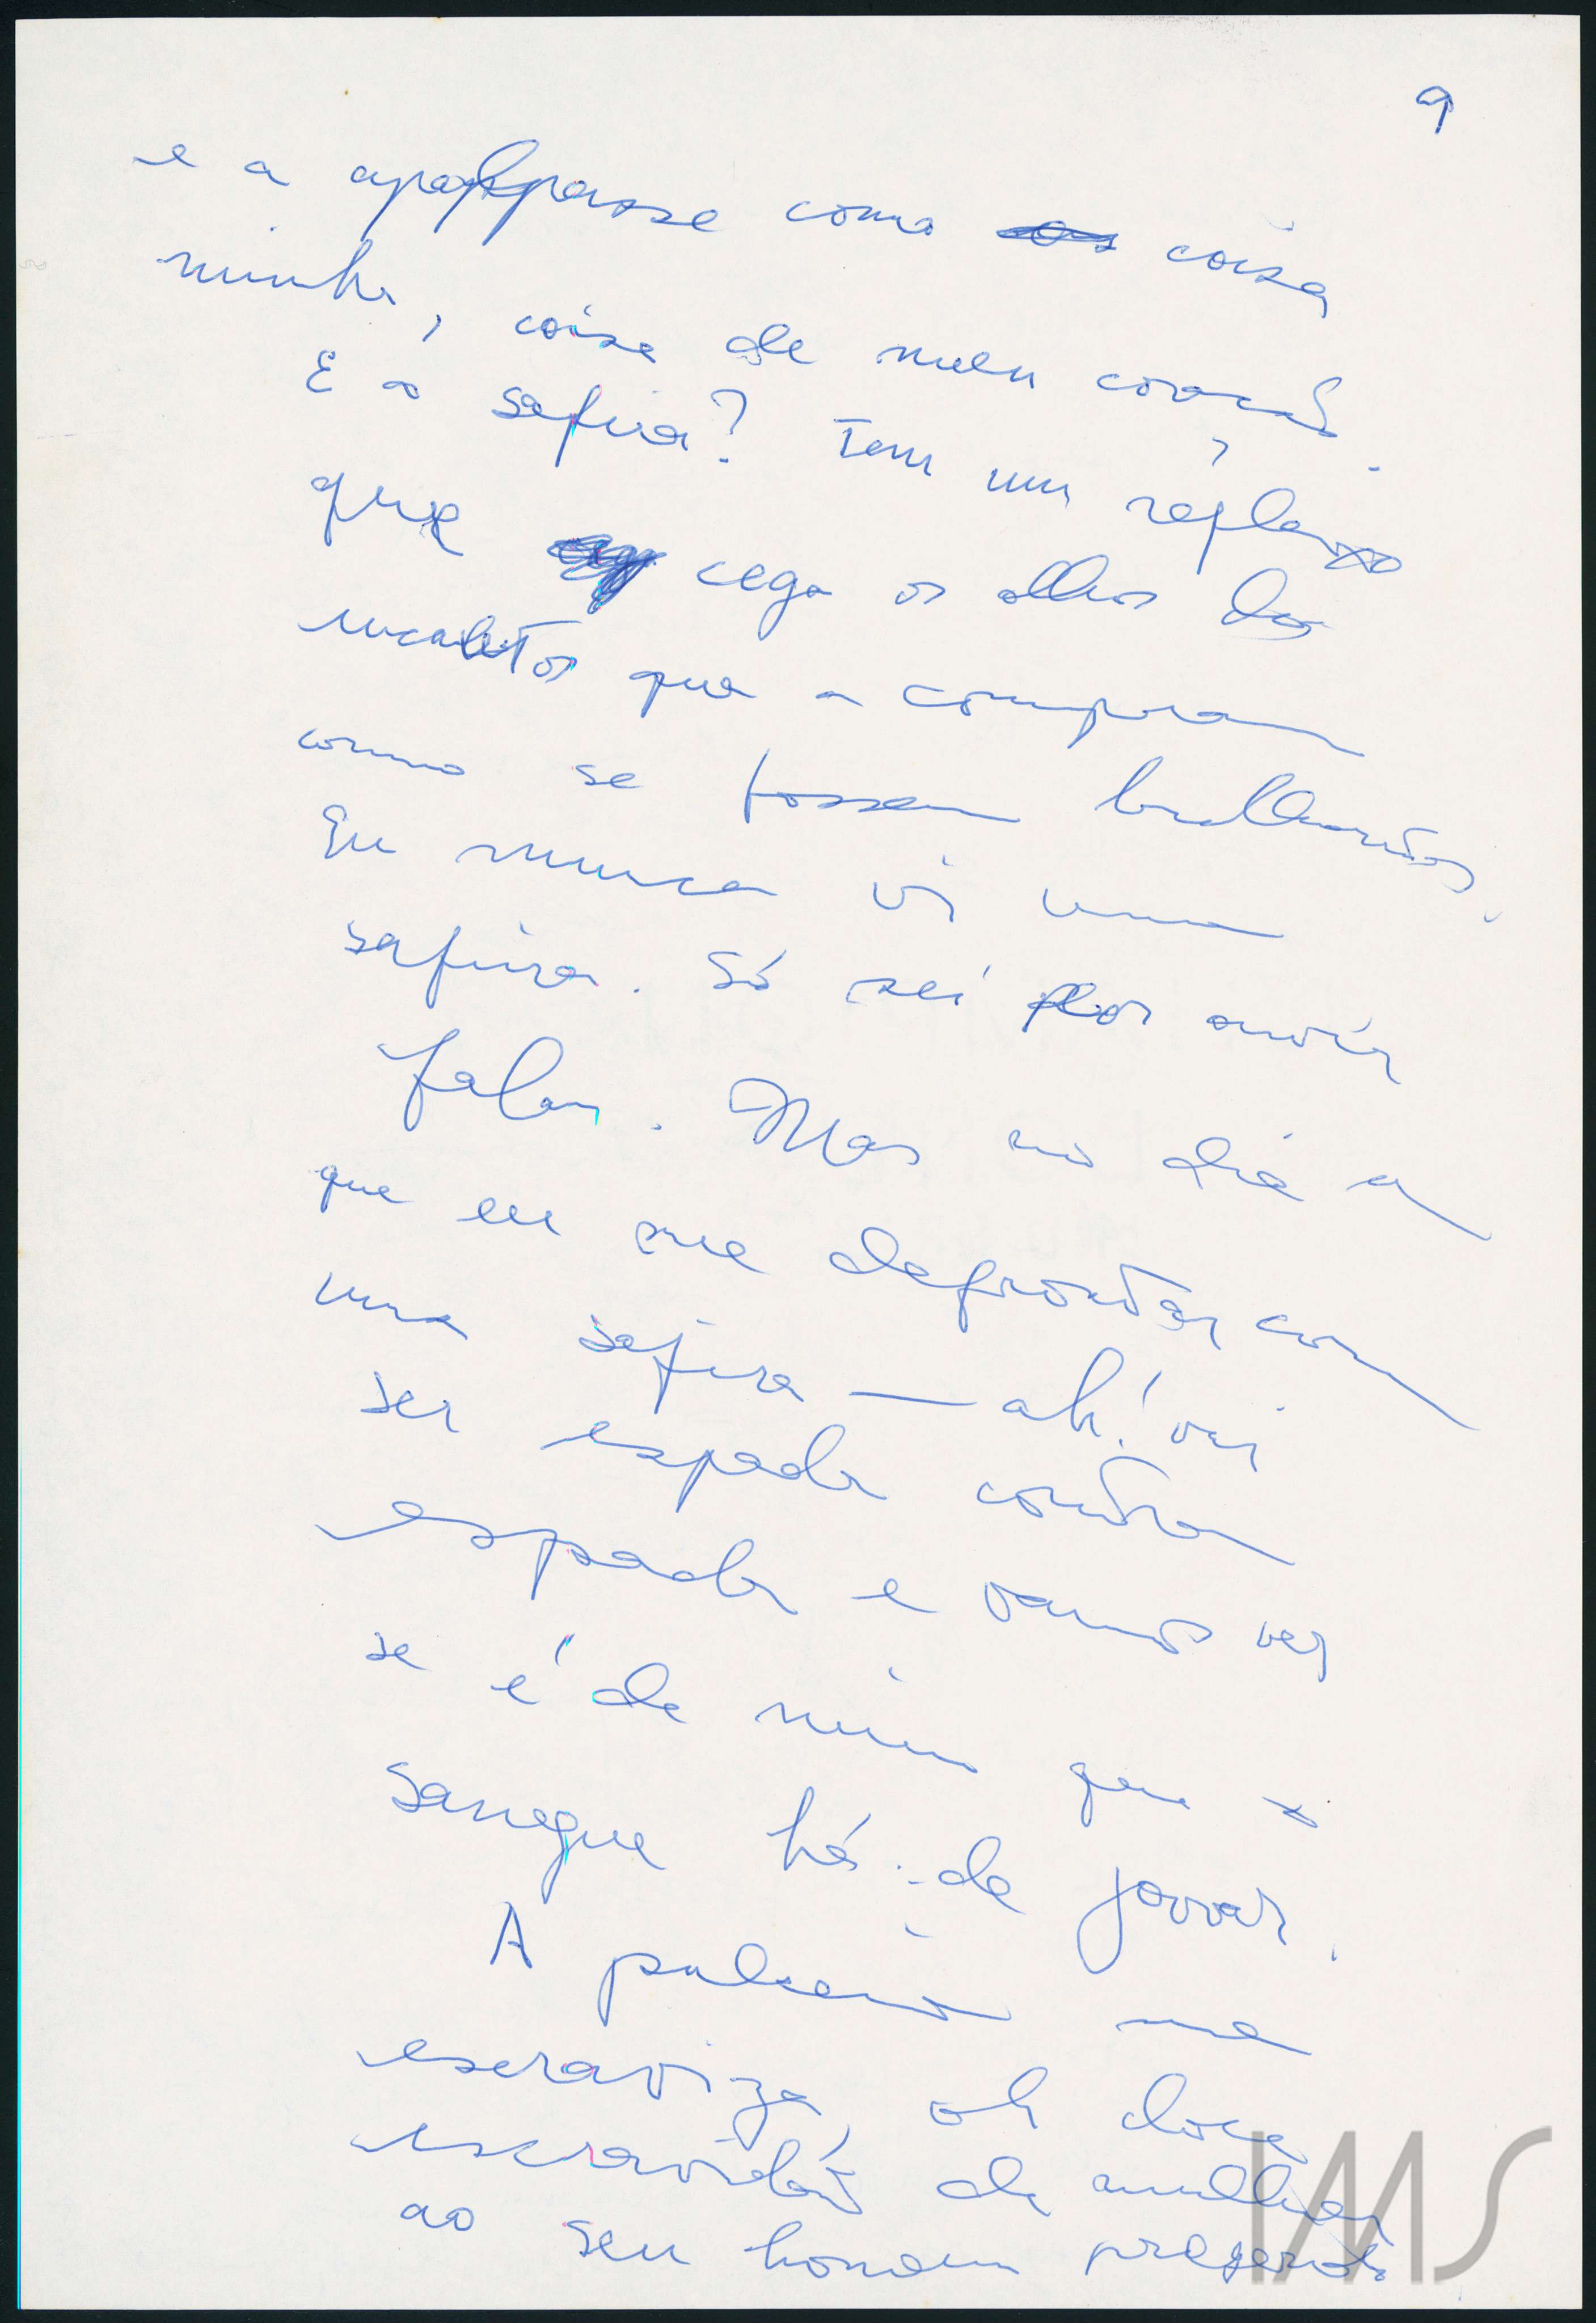 9
e a apalpasse como coisa
minha, coisa de meu coração.
E a safira? Tem um reflexo
que cega os olhos dos
incautos que a compram
como se fossem brilhantes.
Eu nunca vi uma
safira. Só sei por ouvir
falar. Mas no dia em
que eu me defrontar com
uma safira — ah! vai
ser espada contra
espada e vamos ver
se é de mim que o
sangue há de jorrar.
A pulseira me
escraviza, oh doce
escravidão de mulher
ao seu homem preferido
IMS